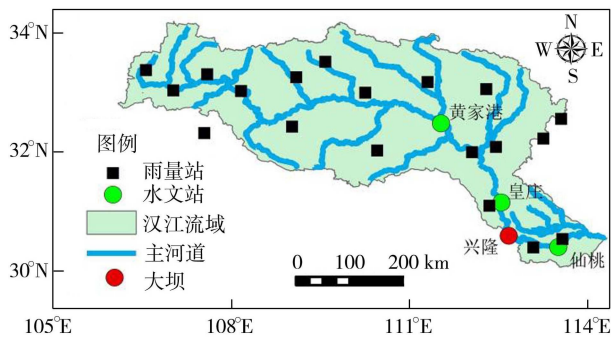 34°N
32°N
30°N
105°E
108°E
111°E
114°E
N
W E
S
黄家港
皇庄
兴隆
仙桃
图例
雨量站
水文站
汉江流域
主河道
大坝
0 100 200 km